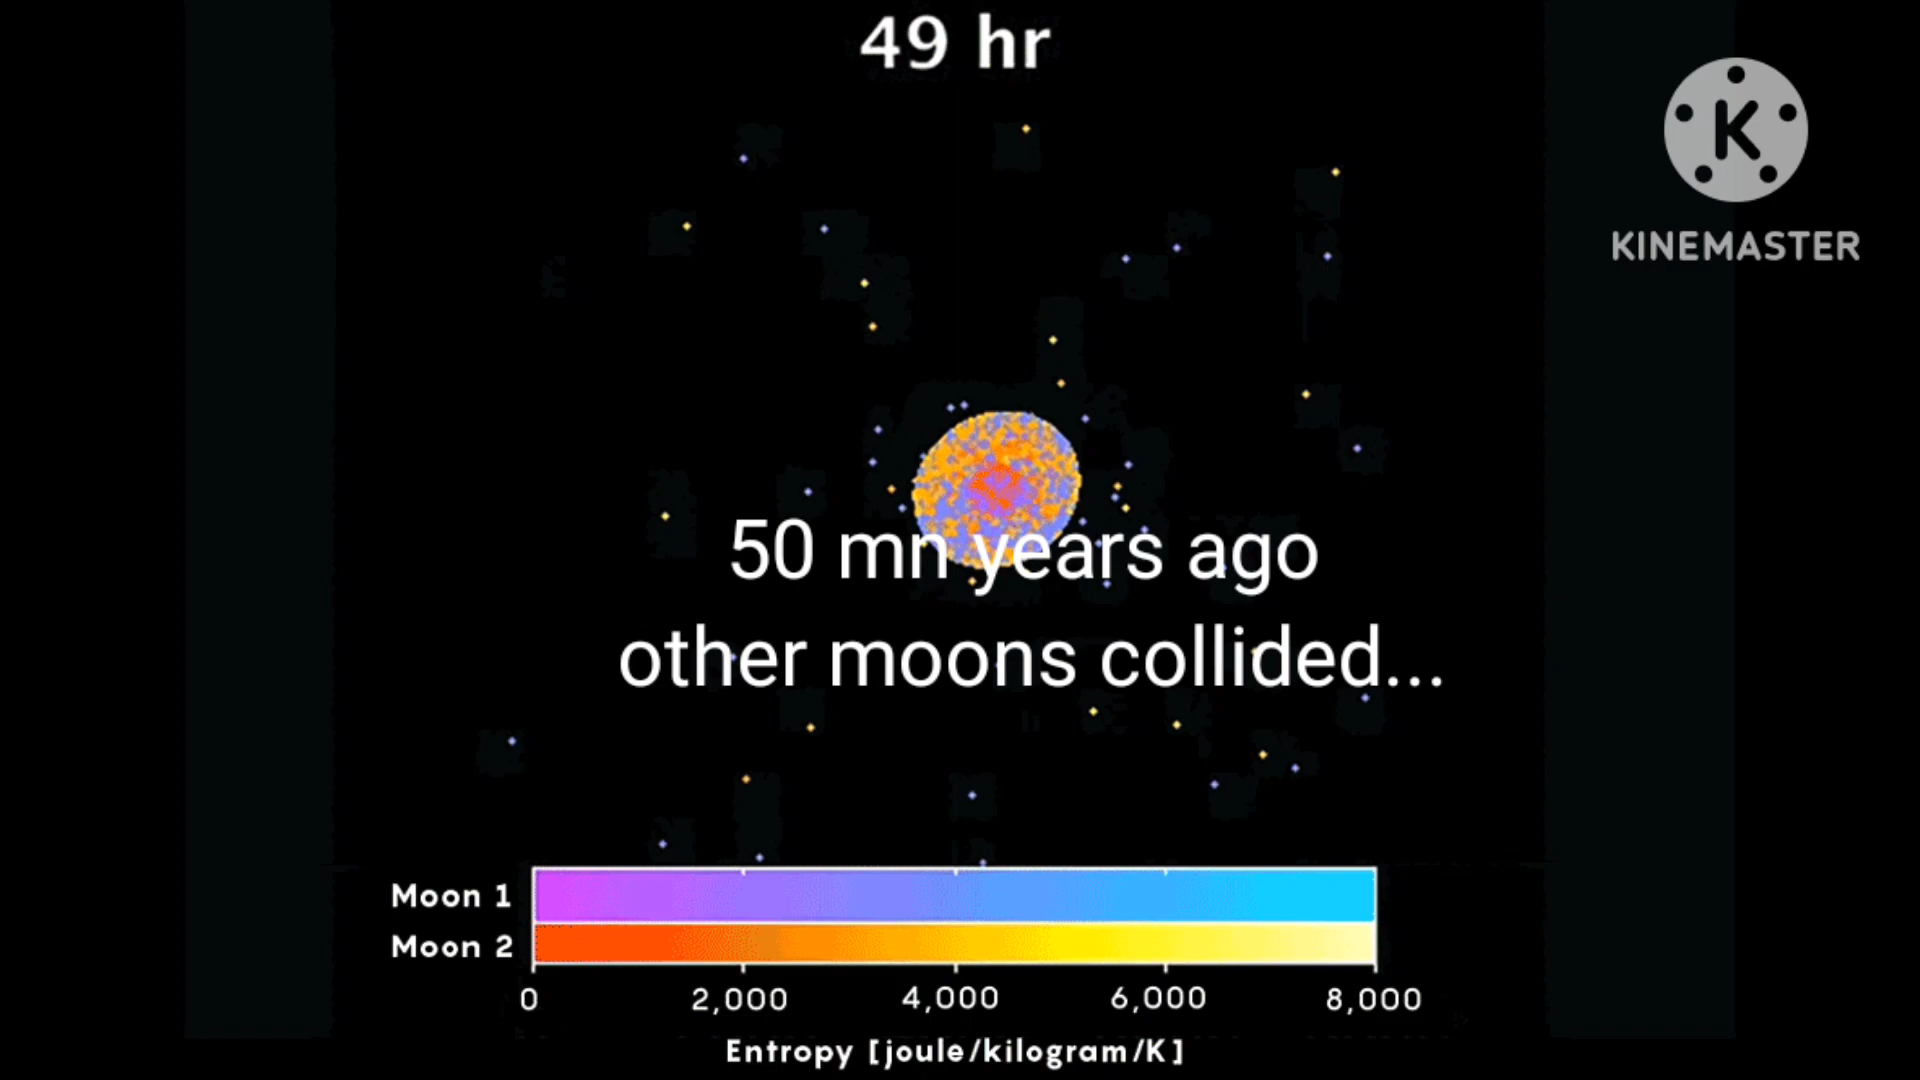 49 hr
K
KINEMASTER
50 mn years ago
other moons collided...
Moon 1
Moon 2
0 2,000 4,000 6,000 8,000
Entropy [joule/kilogram/K]